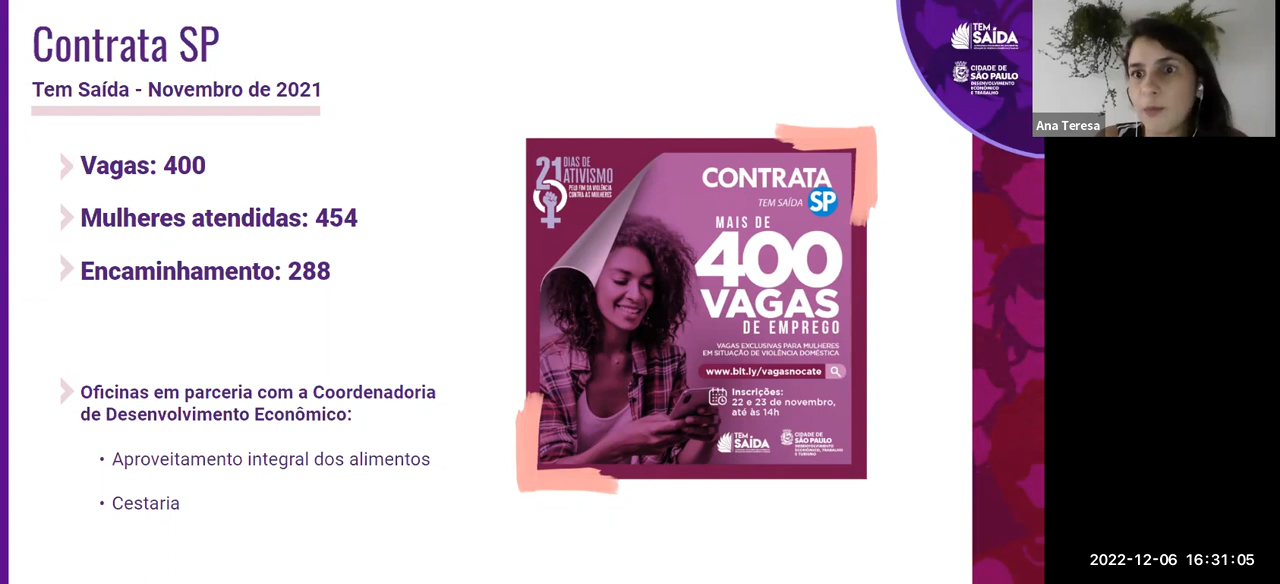 Contrata SP
Tem Saída - Novembro de 2021
Vagas: 400
Mulheres atendidas: 454
Encaminhamento: 288
Oficinas em parceria com a Coordenadoria
de Desenvolvimento Econômico:
• Aproveitamento integral dos alimentos
• Cestaria
21 DIAS DE
ATIVISMO
PELO FIM DA VIOLÊNCIA
CONTRA AS MULHERES
CONTRATA
TEM SAÍDA SP
MAIS DE
400
VAGAS
DE EMPREGO
VAGAS EXCLUSIVAS PARA MULHERES
EM SITUAÇÃO DE VIOLÊNCIA DOMÉSTICA
www.bit.ly/vagasnocate
Inscrições:
22 e 23 de novembro,
até às 14h
TEM
SAÍDA
CIDADE DE
SÃO PAULO
DESENVOLVIMENTO
ECONÔMICO, TRABALHO
E TURISMO
TEM
SAÍDA
CIDADE DE
SÃO PAULO
DESENVOLVIMENTO
ECONÔMICO
E TRABALHO
Ana Teresa
2022-12-06 16:31:05